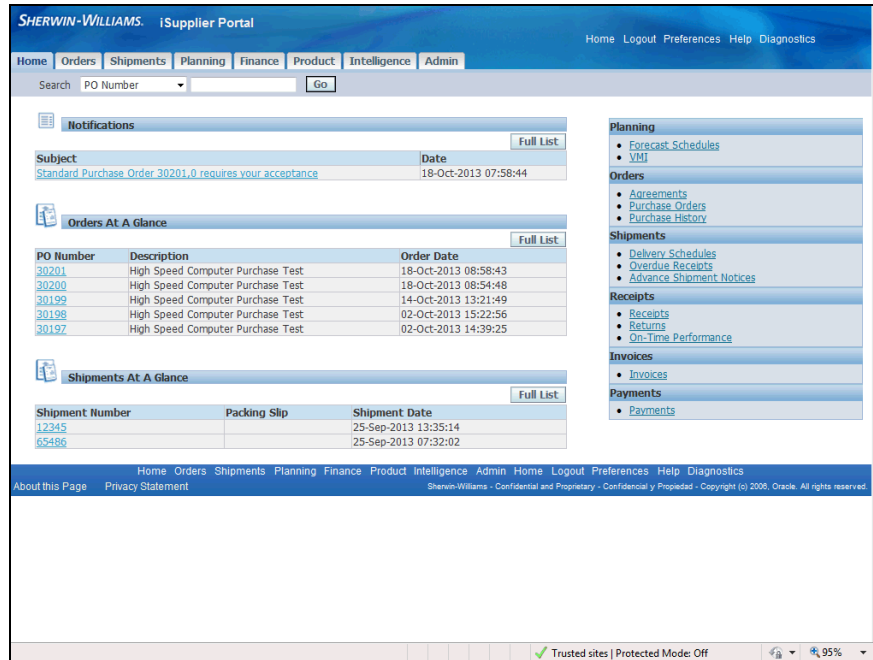 SHERWIN-WILLIAMS. iSupplier Portal
Home Logout Preferences Help Diagnostics
Home Orders Shipments Planning Finance Product Intelligence Admin
Search PO Number Go
Notifications
Full List
Subject Date
Standard Purchase Order 30201,0 requires your acceptance 18-Oct-2013 07:58:44
Orders At A Glance
Full List
PO Number Description Order Date
30201 High Speed Computer Purchase Test 18-Oct-2013 08:58:43
30200 High Speed Computer Purchase Test 18-Oct-2013 08:54:48
30199 High Speed Computer Purchase Test 14-Oct-2013 13:21:49
30198 High Speed Computer Purchase Test 02-Oct-2013 15:22:56
30197 High Speed Computer Purchase Test 02-Oct-2013 14:39:25
Shipments At A Glance
Full List
Shipment Number Packing Slip Shipment Date
12345 25-Sep-2013 13:35:14
65486 25-Sep-2013 07:32:02
Planning
Forecast Schedules
VMI
Orders
Agreements
Purchase Orders
Purchase History
Shipments
Delivery Schedules
Overdue Receipts
Advance Shipment Notices
Receipts
Receipts
Returns
On-Time Performance
Invoices
Invoices
Payments
Payments
Home Orders Shipments Planning Finance Product Intelligence Admin Home Logout Preferences Help Diagnostics
About this Page Privacy Statement Sherwin-Williams - Confidential and Proprietary - Confidencial y Propiedad - Copyright (c) 2006, Oracle. All rights reserved.
Trusted sites | Protected Mode: Off 95%